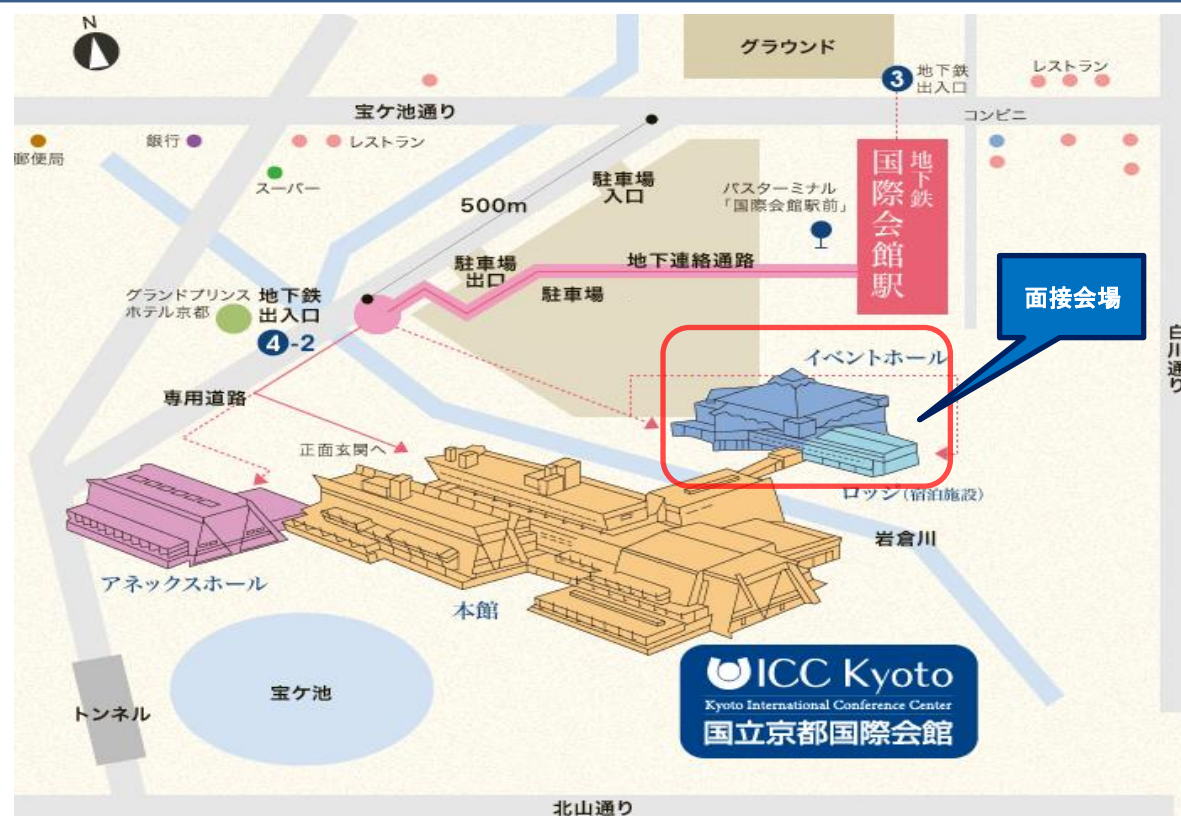 N
グラウンド
3
地下鉄
出入口
レストラン
宝ケ池通り
コンビニ
銀行
レストラン
郵便局
スーパー
駐車場
入口
バスターミナル
「国際会館駅前」
地下鉄
国際会館駅
500m
駐車場
出口
地下連絡通路
駐車場
グランドプリンス
ホテル京都
地下鉄
出入口
4-2
面接会場
白川通り
イベントホール
専用道路
正面玄関へ
ロッジ(宿泊施設)
岩倉川
アネックスホール
本館
宝ケ池
トンネル
ICC Kyoto
Kyoto International Conference Center
国立京都国際会館
北山通り